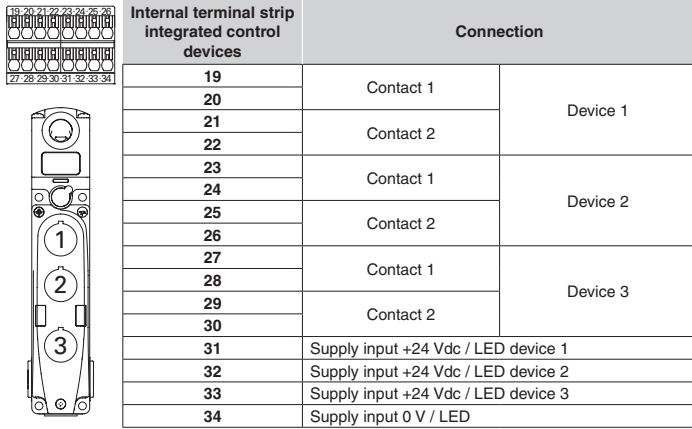 19-20-21-22-23-24-25-26
27-28-29-30-31-32-33-34
1
2
3
Internal terminal strip
integrated control
devices
Connection
19
20
Contact 1
Device 1
21
22
Contact 2
23
24
Contact 1
Device 2
25
26
Contact 2
27
28
Contact 1
Device 3
29
30
Contact 2
31 Supply input +24 Vdc / LED device 1
32 Supply input +24 Vdc / LED device 2
33 Supply input +24 Vdc / LED device 3
34 Supply input 0 V / LED